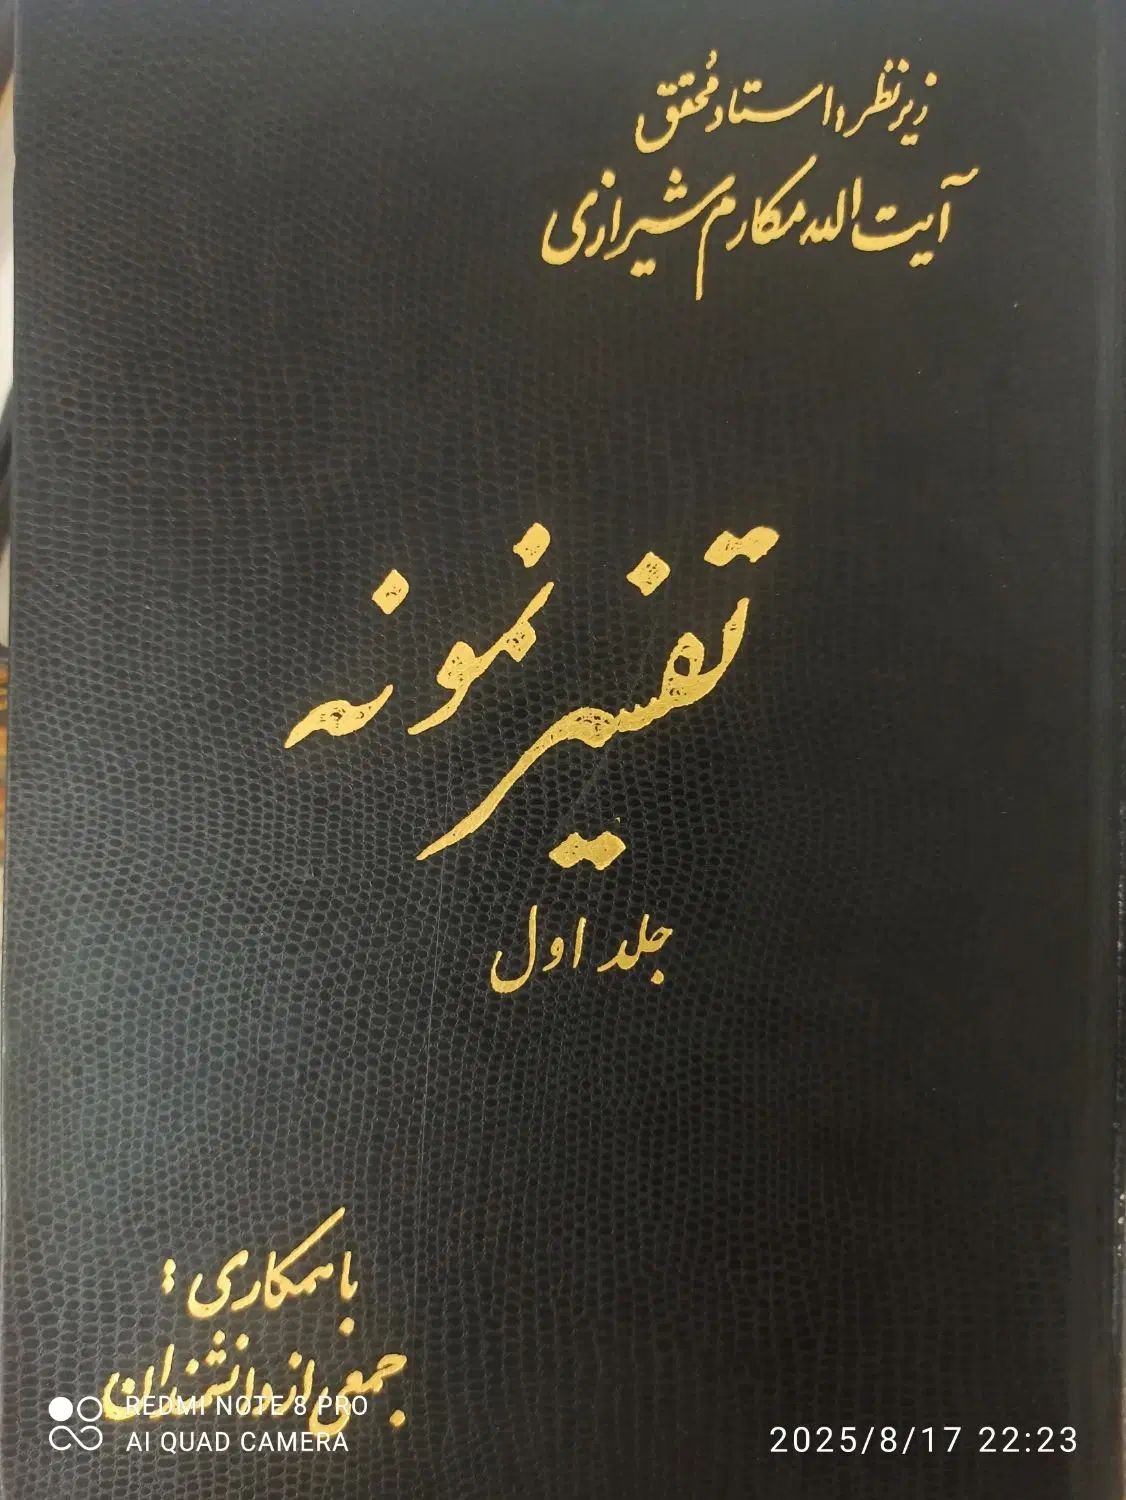 زیر نظر: استاد مُحقق
آیت الله مکارم شیرازی
تفسیر نمونه
جلد اول
با همکاری:
جمعی از دانشمندان
REDMI NOTE 8 PRO
AI QUAD CAMERA
2025/8/17 22:23